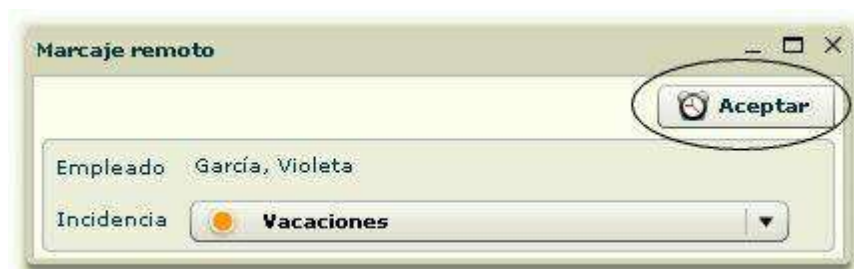 Marcaje remoto
Aceptar
Empleado García, Violeta
Incidencia Vacaciones